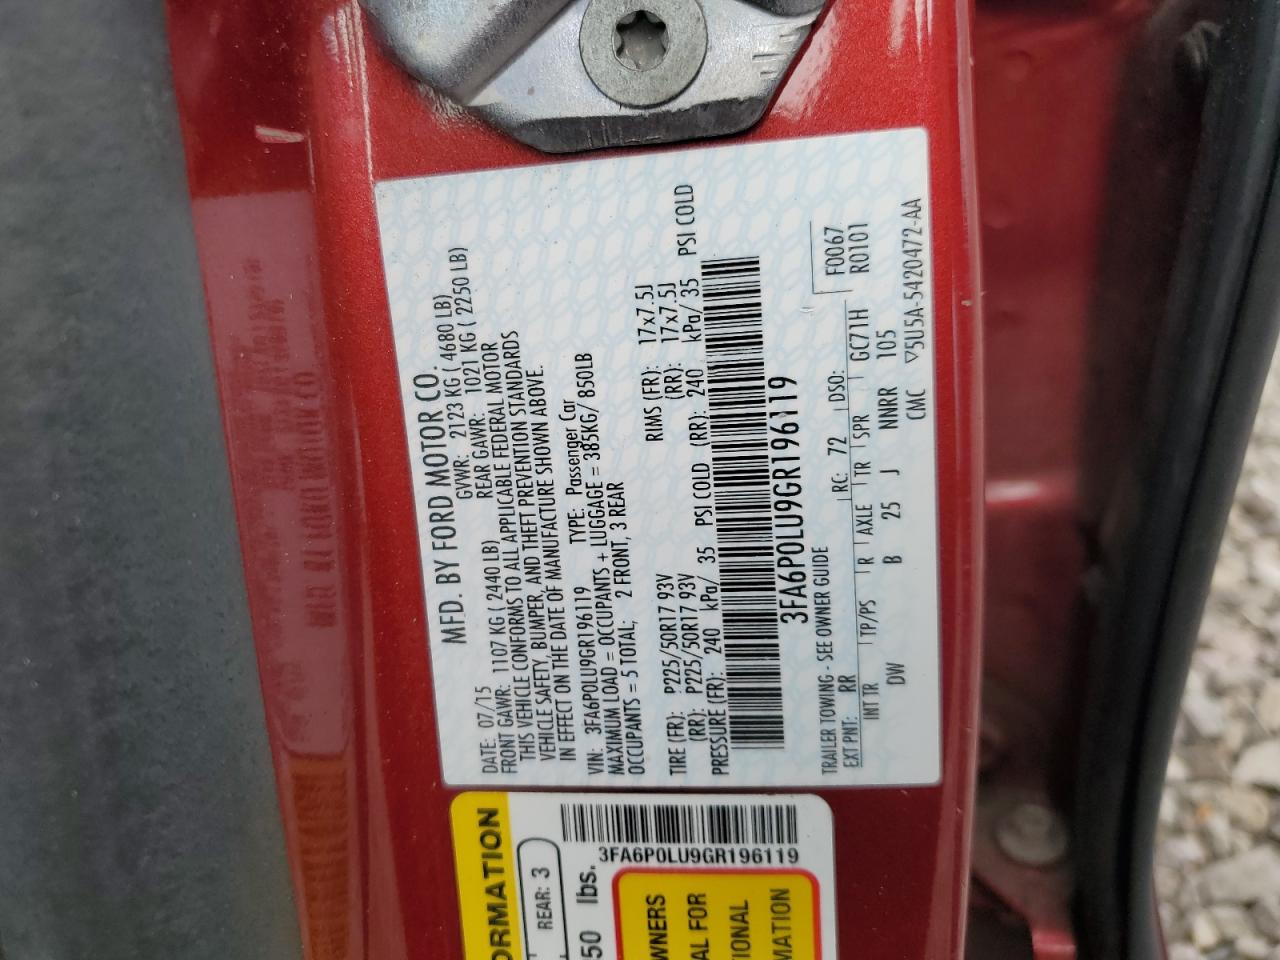 MFD. BY FORD MOTOR CO.
DATE: 07/15 GVWR: 2123 KG ( 4680 LB)
FRONT GAWR: 1107 KG ( 2440 LB) REAR GAWR: 1021 KG ( 2250 LB)
THIS VEHICLE CONFORMS TO ALL APPLICABLE FEDERAL MOTOR
VEHICLE SAFETY, BUMPER, AND THEFT PREVENTION STANDARDS
IN EFFECT ON THE DATE OF MANUFACTURE SHOWN ABOVE.
VIN: 3FA6P0LU9GR196119 TYPE: Passenger Car
MAXIMUM LOAD = OCCUPANTS + LUGGAGE = 385KG/ 850LB
OCCUPANTS = 5 TOTAL; 2 FRONT, 3 REAR
TIRE (FR): P225/50R17 93V RIMS (FR): 17x7.5J
(RR): P225/50R17 93V (RR): 17x7.5J
PRESSURE (FR): 240 kPa/ 35 PSI COLD (RR): 240 kPa/ 35 PSI COLD
3FA6P0LU9GR196119
TRAILER TOWING - SEE OWNER GUIDE F0067
EXT PNT: RR RC: 72 DSO: R0101
INT TR TP/PS R AXLE TR SPR GC71H
DW B 25 J NNRR 105
CMC ▽5U5A-5420472-AA
ORMATION
REAR: 3
50 lbs.
3FA6P0LU9GR196119
WNERS
AL FOR
TIONAL
MATION